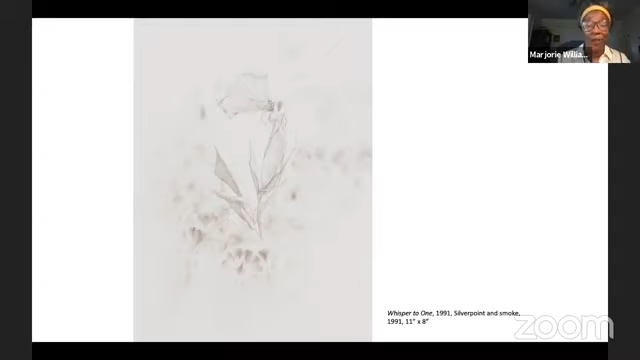 Marjorie Willia...
Whisper to One, 1991, Silverpoint and smoke,
1991, 11" x 8"
zoom